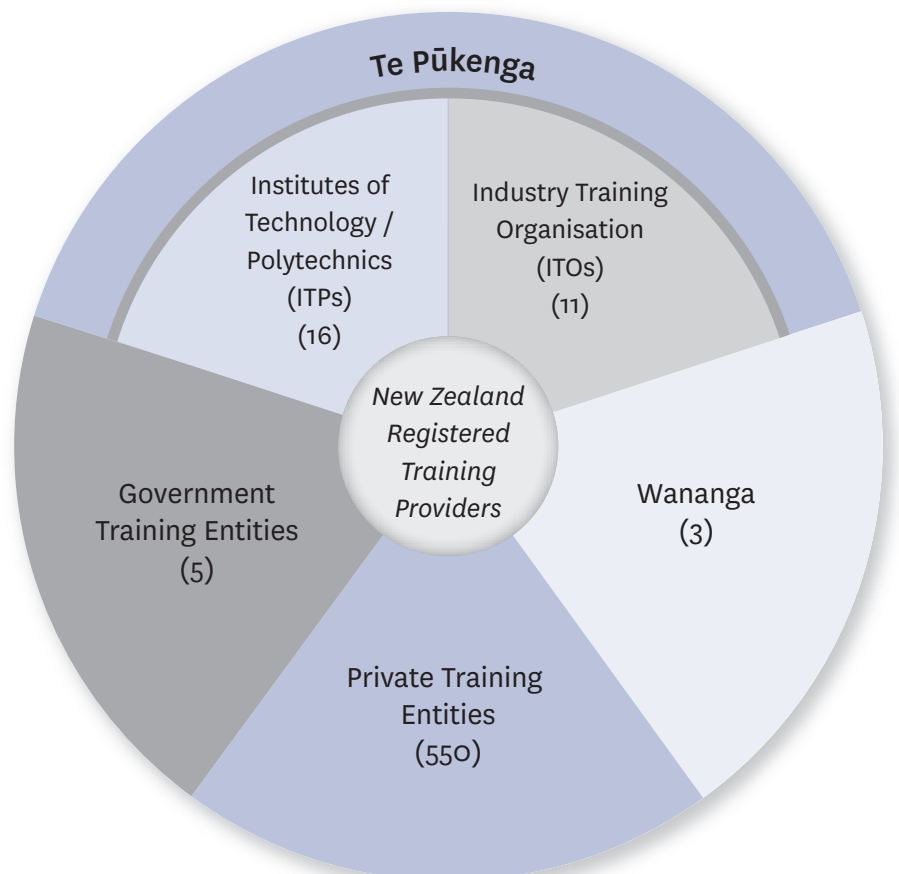 Te Pūkenga
Institutes of
Technology /
Polytechnics
(ITPs)
(16)
Industry Training
Organisation
(ITOs)
(11)
New Zealand
Registered
Training
Providers
Government
Training Entities
(5)
Wananga
(3)
Private Training
Entities
(550)